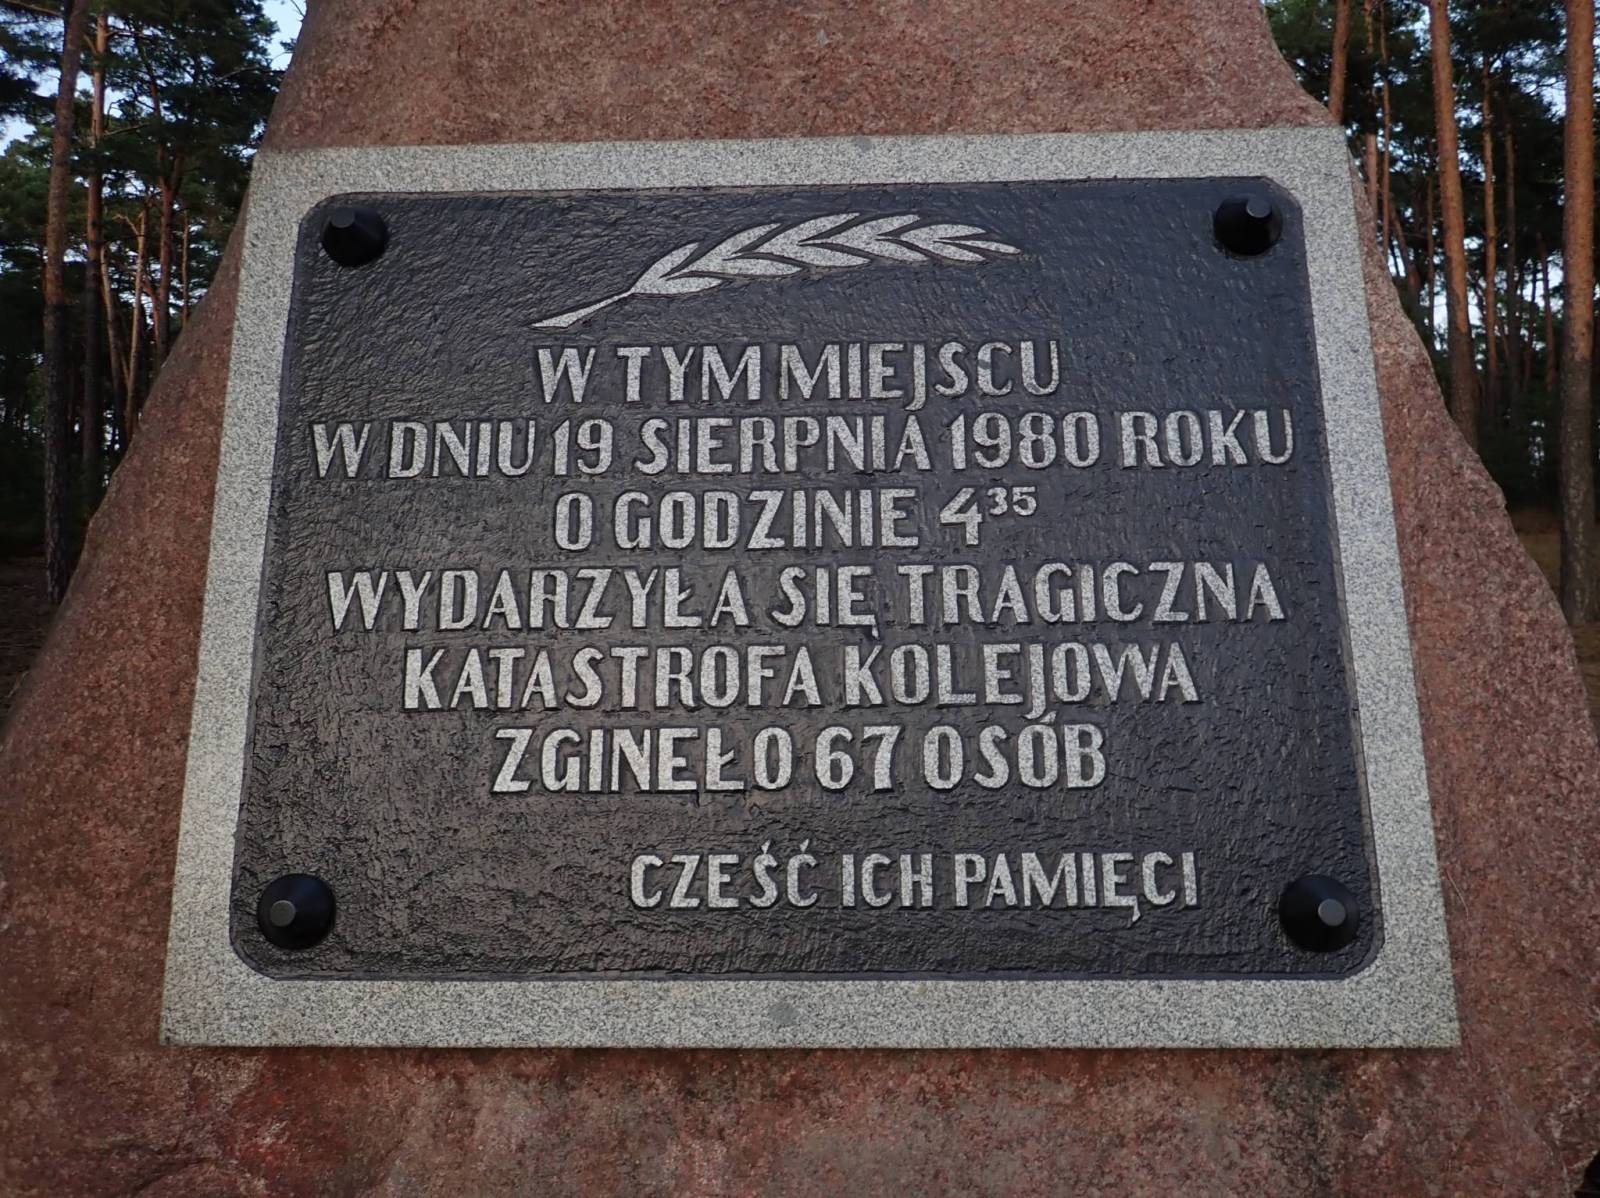 W TYM MIEJSCU
W DNIU 19 SIERPNIA 1980 ROKU
O GODZINIE 4³⁵
WYDARZYŁA SIĘ TRAGICZNA
KATASTROFA KOLEJOWA
ZGINEŁO 67 OSÓB
CZEŚĆ ICH PAMIĘCI